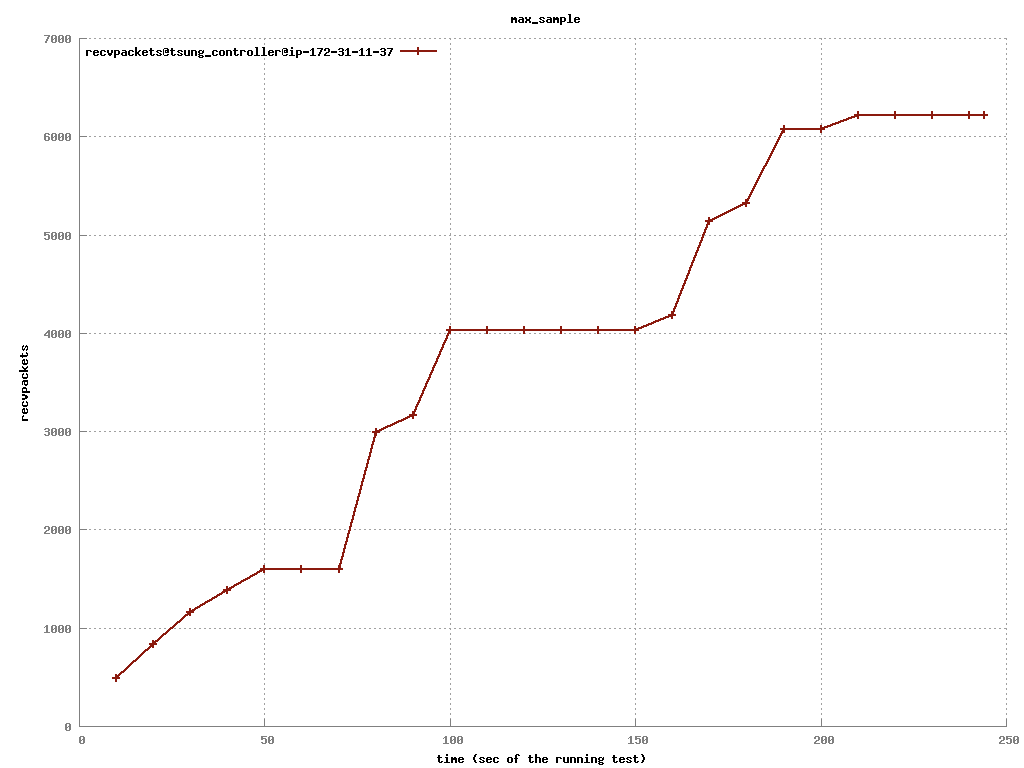 max_sample
7000
recvpackets@tsung_controller@ip-172-31-11-37
6000
5000
4000
recvpackets
3000
2000
1000
0
0 50 100 150 200 250
time (sec of the running test)